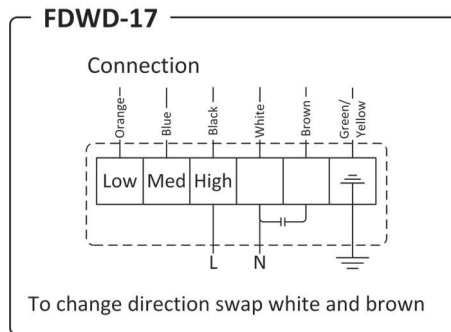 FDWD-17
Connection
Orange
Blue
Black
White
Brown
Green/
Yellow
Low Med High
L N
To change direction swap white and brown